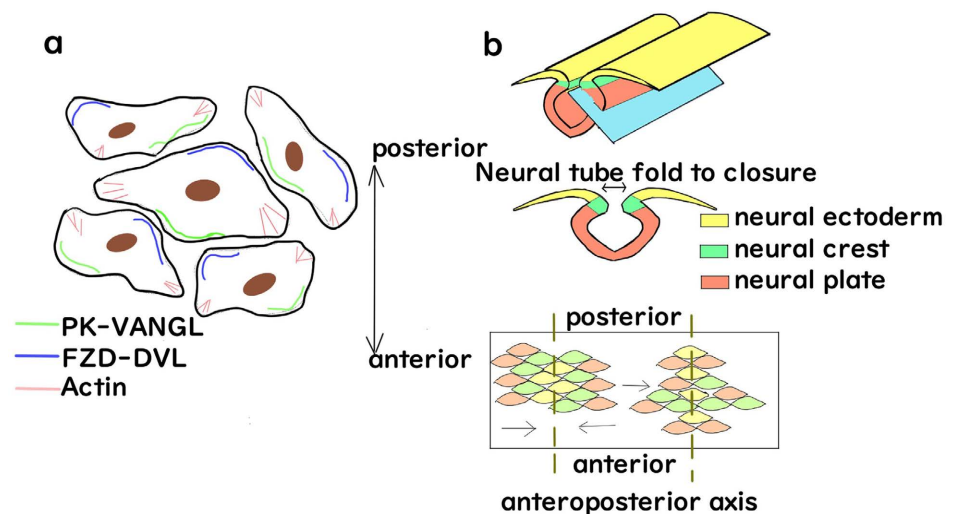 a
posterior
anterior
PK-VANGL
FZD-DVL
Actin
b
Neural tube fold to closure
neural ectoderm
neural crest
neural plate
posterior
anterior
anteroposterior axis